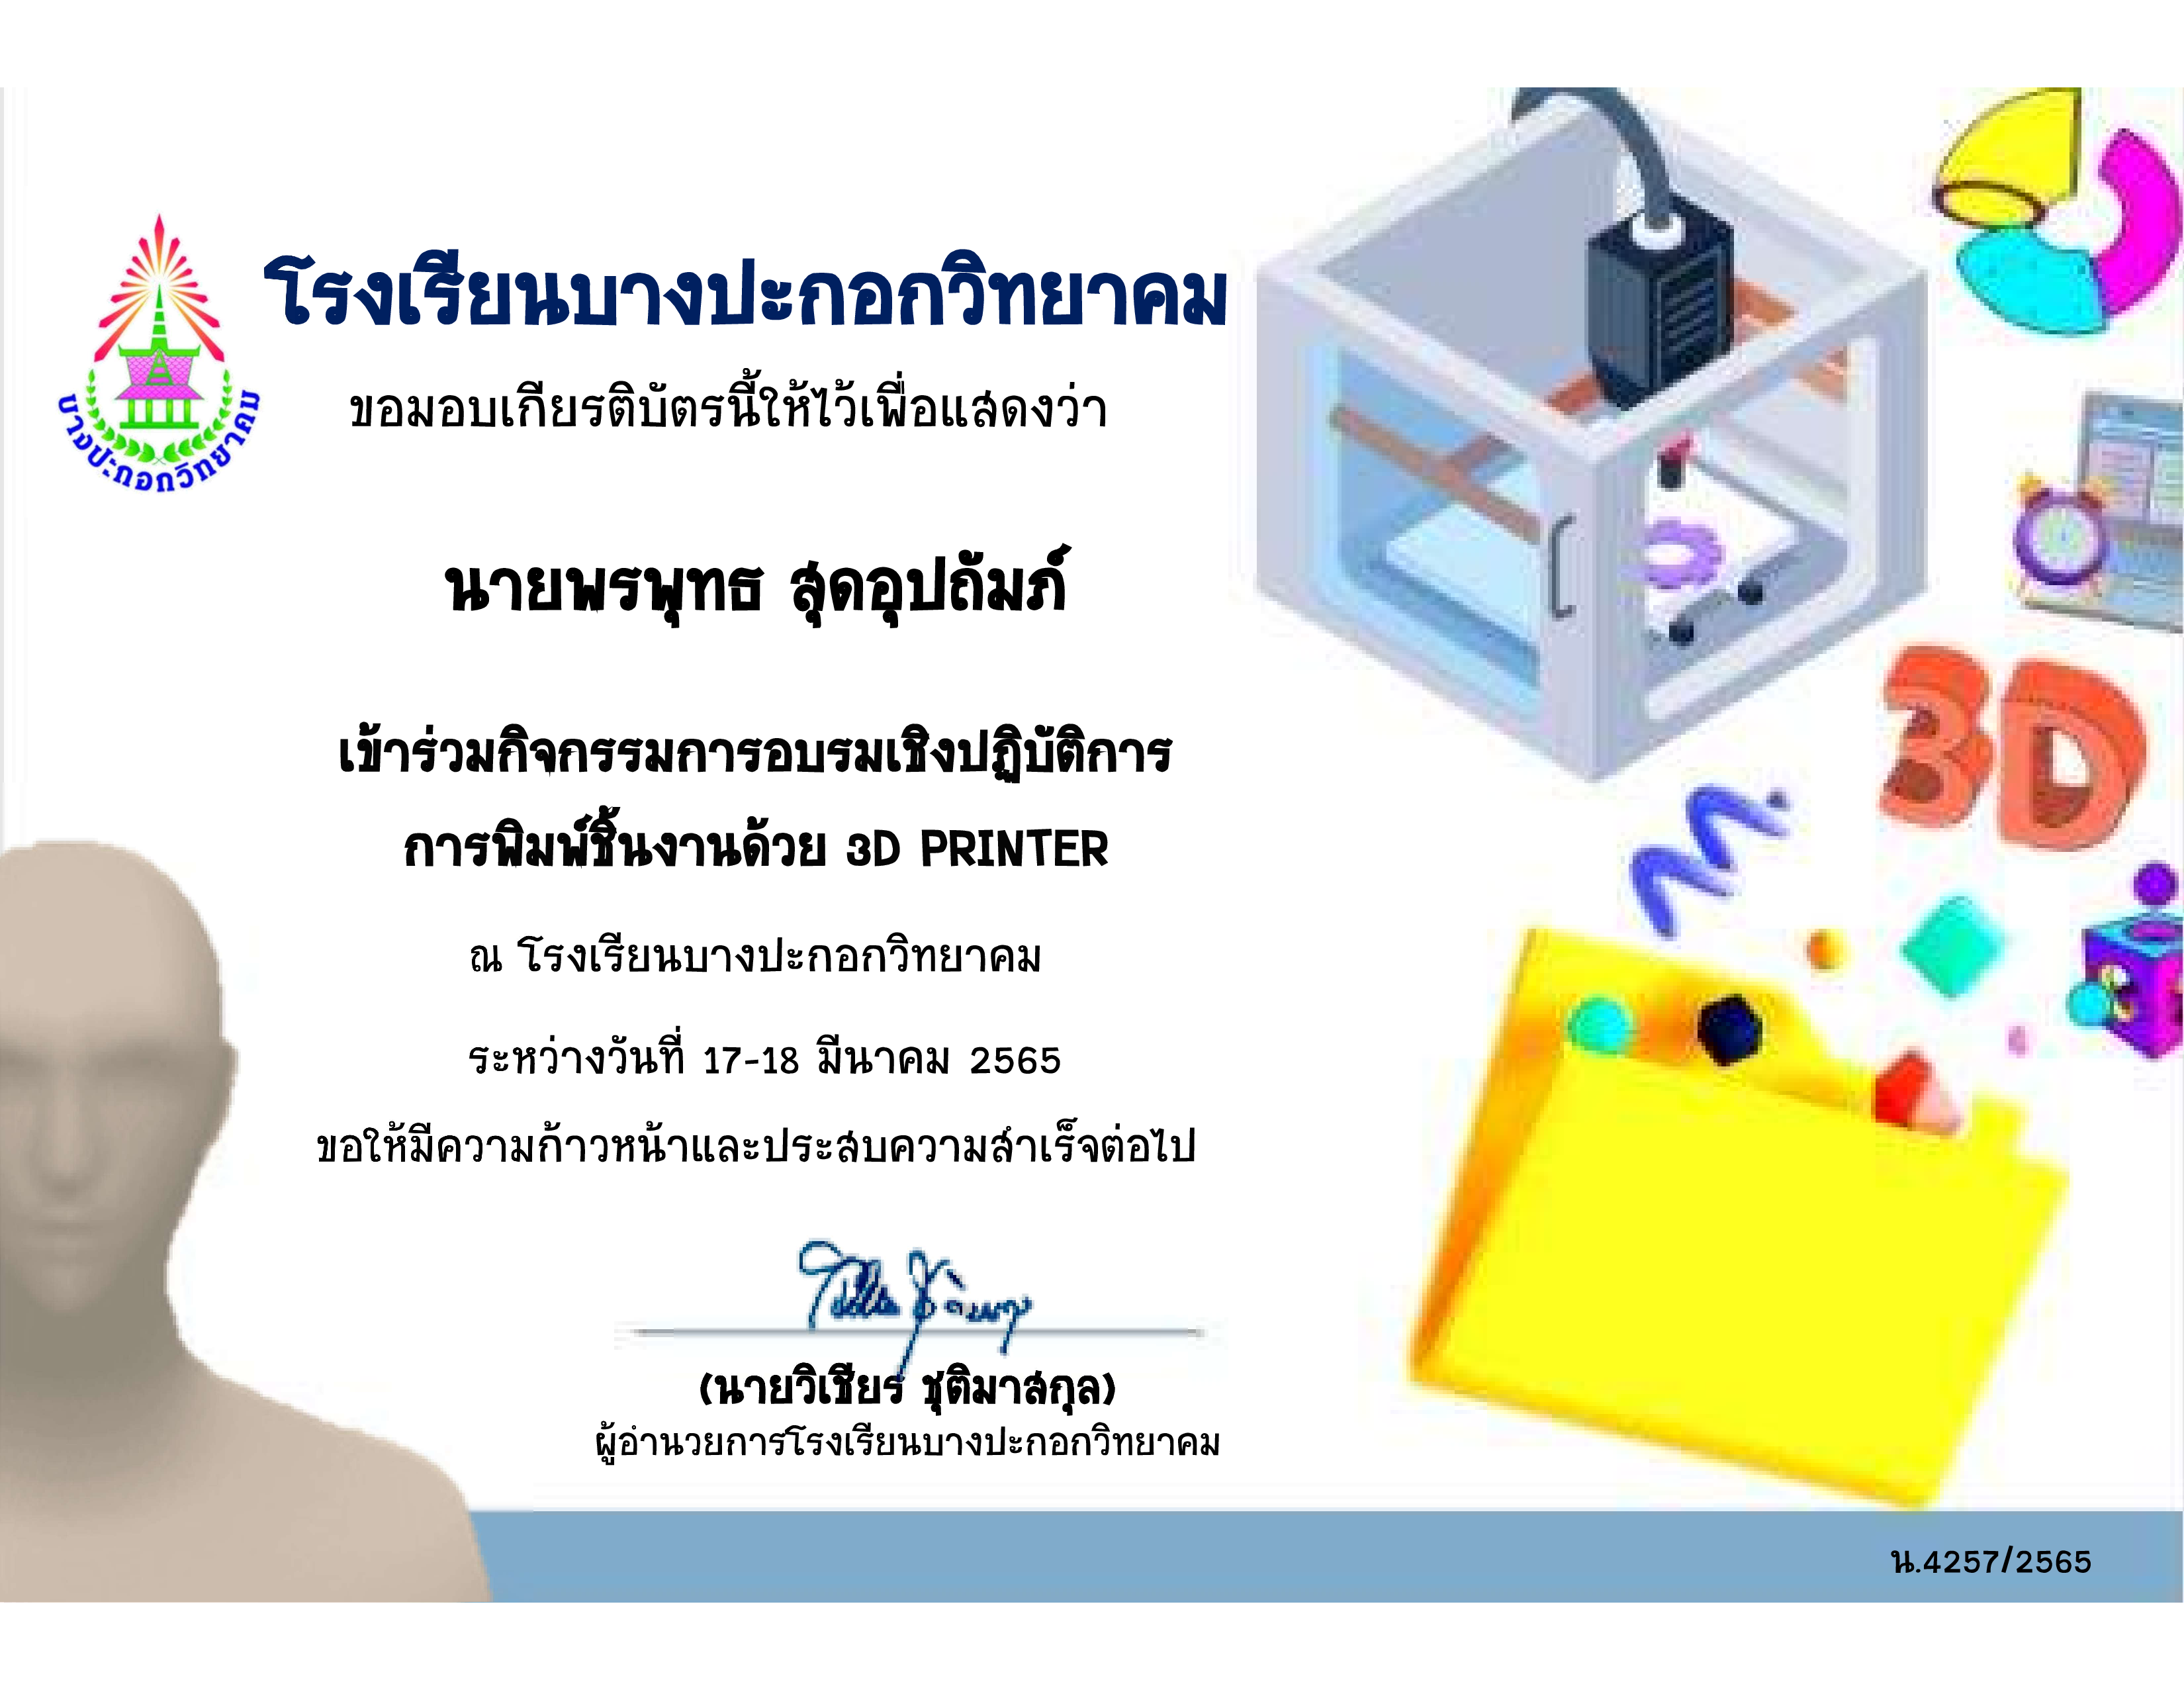 โรงเรียนบางปะกอกวิทยาคม
บางปะกอกวิทยาคม
ขอมอบเกียรติบัตรนี้ให้ไว้เพื่อแสดงว่า
นายพรพุทธ สุดอุปถัมภ์
เข้าร่วมกิจกรรมการอบรมเชิงปฏิบัติการ
การพิมพ์ชิ้นงานด้วย 3D PRINTER
ณ โรงเรียนบางปะกอกวิทยาคม
ระหว่างวันที่ 17-18 มีนาคม 2565
ขอให้มีความก้าวหน้าและประสบความสำเร็จต่อไป
(นายวิเชียร ชุติมาสกุล)
ผู้อำนวยการโรงเรียนบางปะกอกวิทยาคม
3D
น.4257/2565